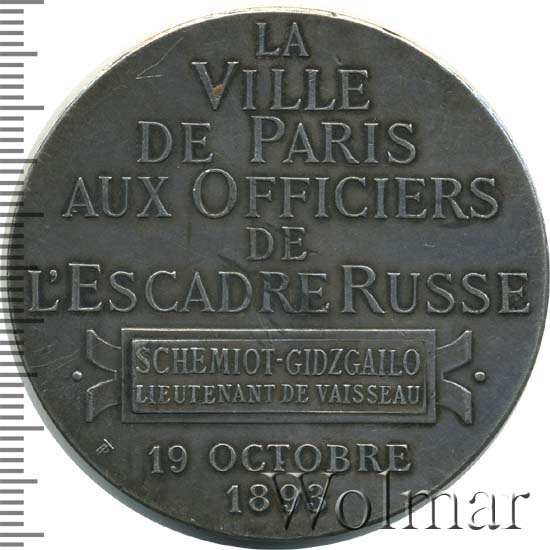 LA
VILLE
DE PARIS
AUX OFFICIERS
DE
L'ESCADRE RUSSE
SCHEMIOT-GIDZGAILO
LIEUTENANT DE VAISSEAU
19 OCTOBRE
1893
Wolmar